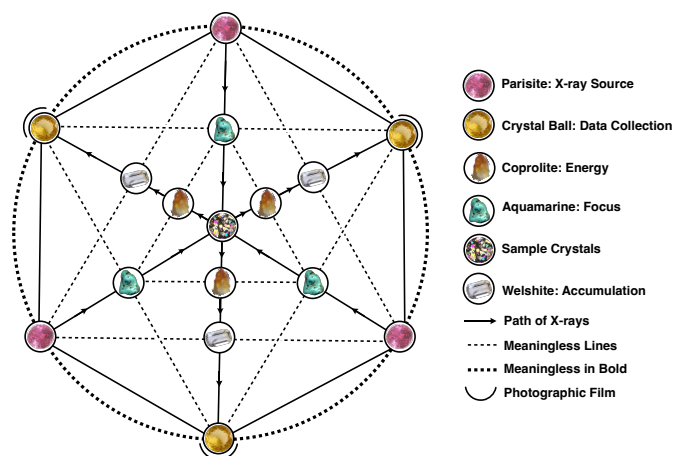 Parisite: X-ray Source
Crystal Ball: Data Collection
Coprolite: Energy
Aquamarine: Focus
Sample Crystals
Welshite: Accumulation
Path of X-rays
Meaningless Lines
Meaningless in Bold
Photographic Film